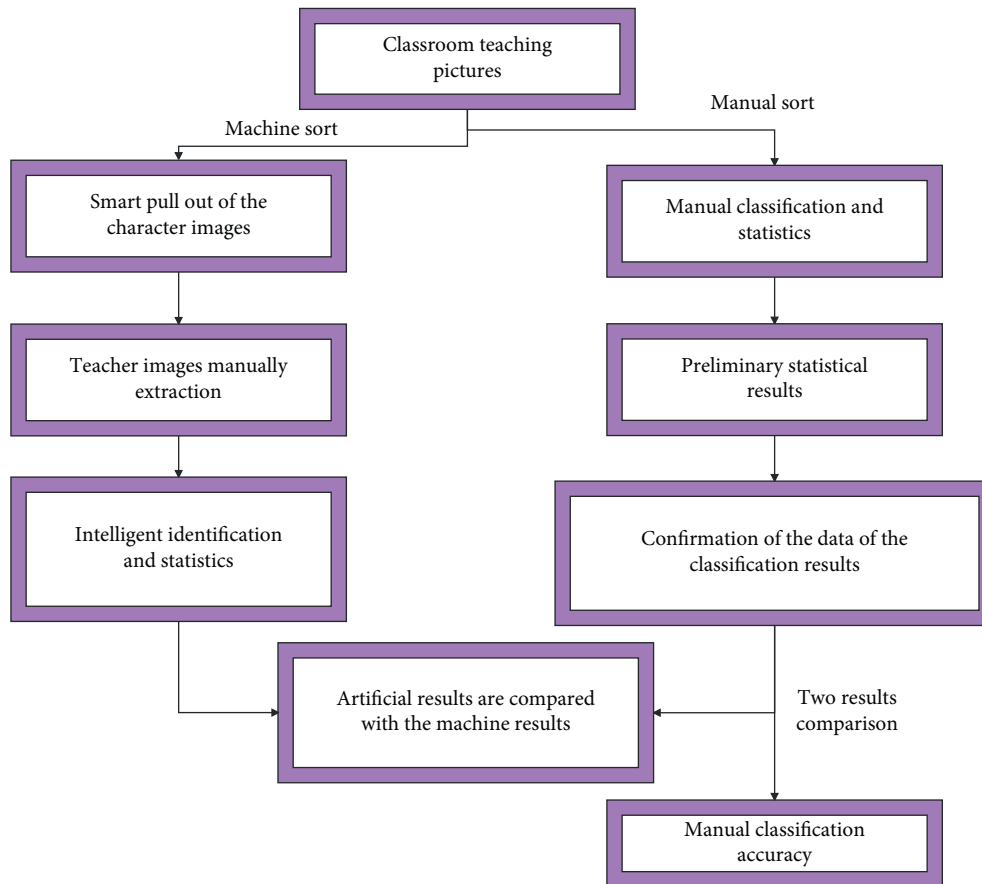 Classroom teaching
pictures
Manual sort
Machine sort
Smart pull out of the
character images
Manual classification and
statistics
Teacher images manually
extraction
Preliminary statistical
results
Intelligent identification
and statistics
Confirmation of the data of the
classification results
Artificial results are compared
with the machine results
Two results
comparison
Manual classification
accuracy